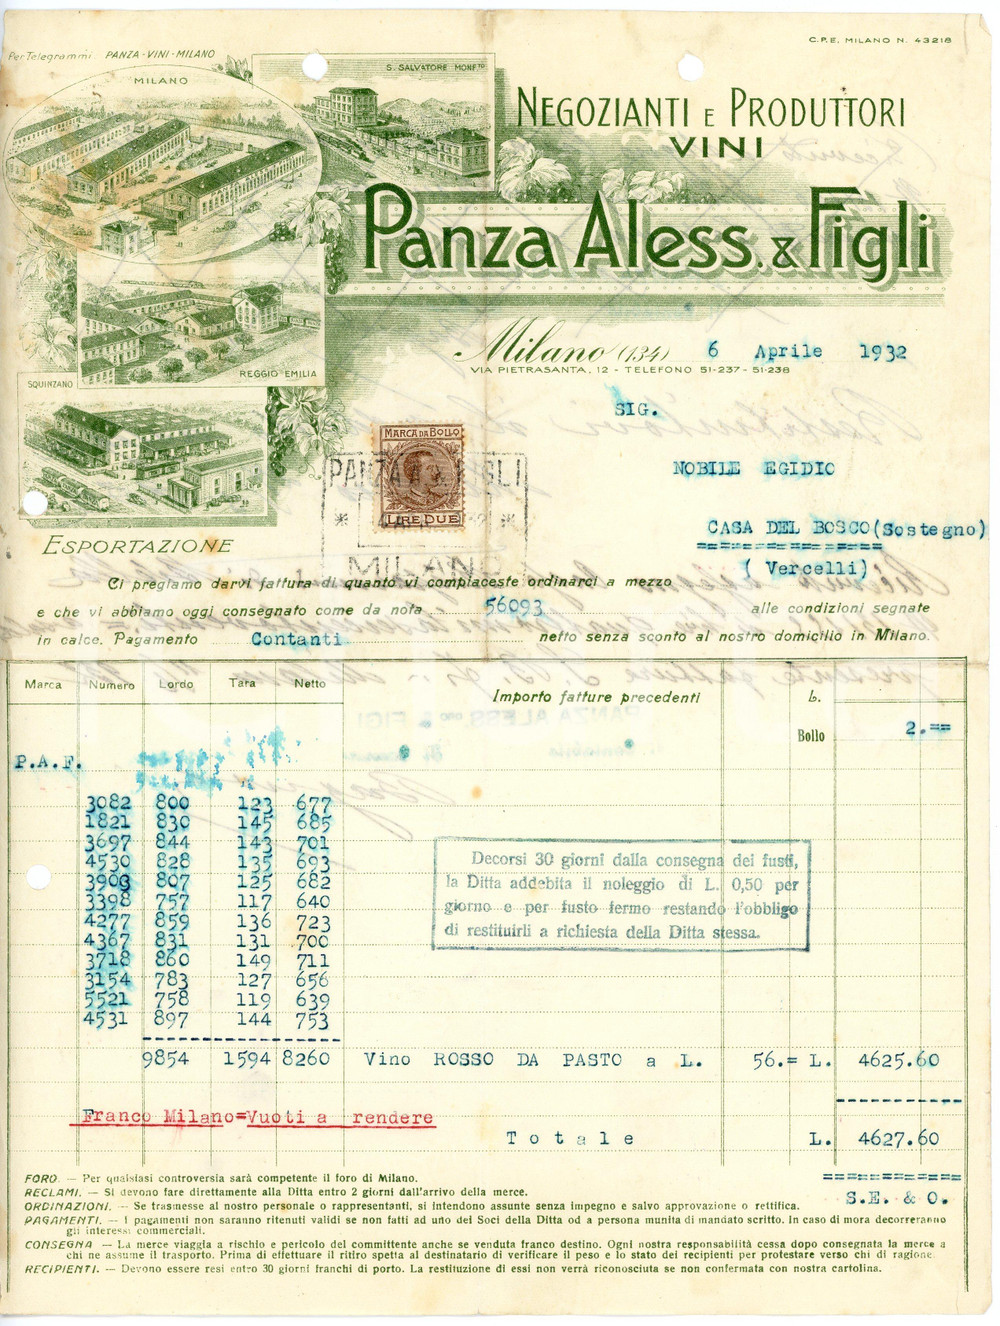 C.P.E. MILANO N. 43218
Per Telegrammi PANZA-VINI-MILANO
MILANO
S. SALVATORE MONF.TO
REGGIO EMILIA
SQUINZANO
NEGOZIANTI E PRODUTTORI
VINI
Panza Aless. & Figli
Milano (134) 6 Aprile 1932
VIA PIETRASANTA, 12 - TELEFONO 51-237 - 51-238
SIG.
NOBILE EGIDIO
CASA DEL BOSCO (Sostegno)
( Vercelli )
MARCA DA BOLLO
LIRE DUE
PANZA A. & FIGLI
MILANO
ESPORTAZIONE
Ci pregiamo darvi fattura di quanto vi compiaceste ordinarci a mezzo
e che vi abbiamo oggi consegnato come da nota 56093 alle condizioni segnate
in calce. Pagamento Contanti netto senza sconto al nostro domicilio in Milano.
Marca Numero Lordo Tara Netto Importo fatture precedenti L.
Bollo 2.==
P.A.F.
3082 800 123 677
1821 830 145 685
3697 844 143 701
4530 828 135 693
3903 807 125 682
3398 757 117 640
4277 859 136 723
4367 831 131 700
3718 860 149 711
3154 783 127 656
5521 758 119 639
4531 897 144 753
Decorsi 30 giorni dalla consegna dei fusti,
la Ditta addebita il noleggio di L. 0,50 per
giorno e per fusto fermo restando l'obbligo
di restituirli a richiesta della Ditta stessa.
9854 1594 8260 Vino ROSSO DA PASTO a L. 56.= L. 4625.60
Franco Milano=Vuoti a rendere
Totale L. 4627.60
S.E. & O.
FORO. — Per qualsiasi controversia sarà competente il foro di Milano.
RECLAMI. — Si devono fare direttamente alla Ditta entro 2 giorni dall'arrivo della merce.
ORDINAZIONI. — Se trasmesse al nostro personale o rappresentanti, si intendono assunte senza impegno e salvo approvazione o rettifica.
PAGAMENTI. — I pagamenti non saranno ritenuti validi se non fatti ad uno dei Soci della Ditta od a persona munita di mandato scritto. In caso di mora decorreranno
gli interessi commerciali.
CONSEGNA — La merce viaggia a rischio e pericolo del committente anche se venduta franco destino. Ogni nostra responsabilità cessa dopo consegnata la merce a
chi ne assume il trasporto. Prima di effettuare il ritiro spetta al destinatario di verificare il peso e lo stato dei recipienti per protestare verso chi di ragione.
RECIPIENTI. — Devono essere resi entro 30 giorni franchi di porto. La restituzione di essi non verrà riconosciuta se non confermata con nostra cartolina.